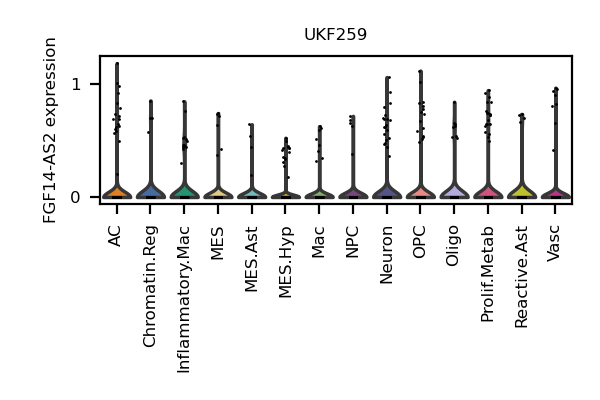 UKF259
FGF14-AS2 expression
1
0
AC
Chromatin.Reg
Inflammatory.Mac
MES
MES.Ast
MES.Hyp
Mac
NPC
Neuron
OPC
Oligo
Prolif.Metab
Reactive.Ast
Vasc